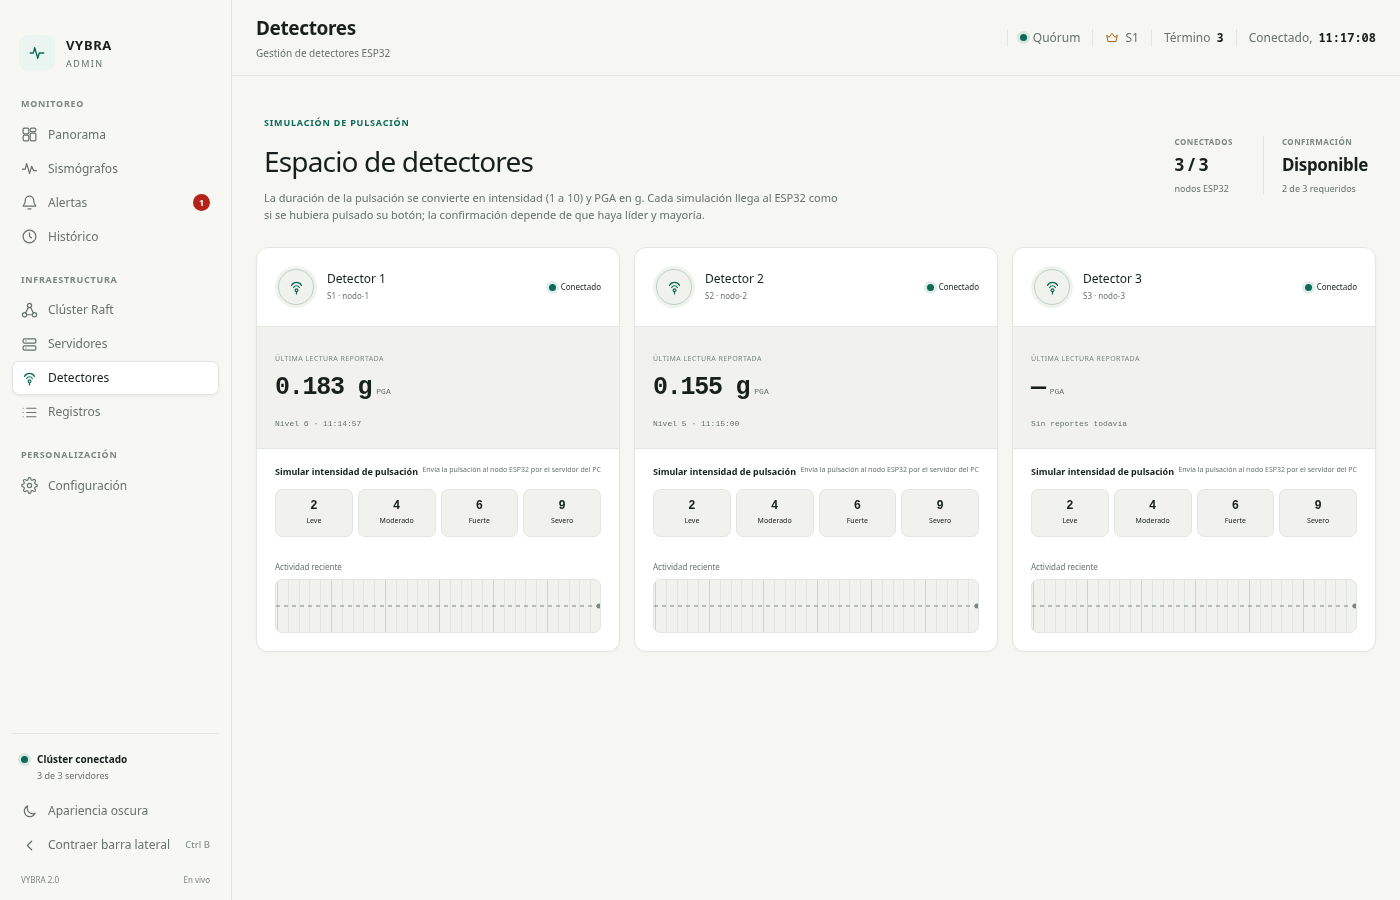 VYBRA
ADMIN
MONITOREO
Panorama
Sismógrafos
Alertas 1
Histórico
INFRAESTRUCTURA
Clúster Raft
Servidores
Detectores
Registros
PERSONALIZACIÓN
Configuración
Clúster conectado
3 de 3 servidores
Apariencia oscura
Contraer barra lateral Ctrl B
VYBRA 2.0 En vivo
Detectores
Gestión de detectores ESP32
Quórum S1 Término 3 Conectado, 11:17:08
SIMULACIÓN DE PULSACIÓN
Espacio de detectores
La duración de la pulsación se convierte en intensidad (1 a 10) y PGA en g. Cada simulación llega al ESP32 como
si se hubiera pulsado su botón; la confirmación depende de que haya líder y mayoría.
CONECTADOS
3 / 3
nodos ESP32
CONFIRMACIÓN
Disponible
2 de 3 requeridos
Detector 1
S1 · nodo-1
Conectado
ÚLTIMA LECTURA REPORTADA
0.183 g PGA
Nivel 6 · 11:14:57
Simular intensidad de pulsación Envía la pulsación al nodo ESP32 por el servidor del PC
2 4 6 9
Leve Moderado Fuerte Severo
Actividad reciente
Detector 2
S2 · nodo-2
Conectado
ÚLTIMA LECTURA REPORTADA
0.155 g PGA
Nivel 5 · 11:15:00
Simular intensidad de pulsación Envía la pulsación al nodo ESP32 por el servidor del PC
2 4 6 9
Leve Moderado Fuerte Severo
Actividad reciente
Detector 3
S3 · nodo-3
Conectado
ÚLTIMA LECTURA REPORTADA
— PGA
Sin reportes todavía
Simular intensidad de pulsación Envía la pulsación al nodo ESP32 por el servidor del PC
2 4 6 9
Leve Moderado Fuerte Severo
Actividad reciente